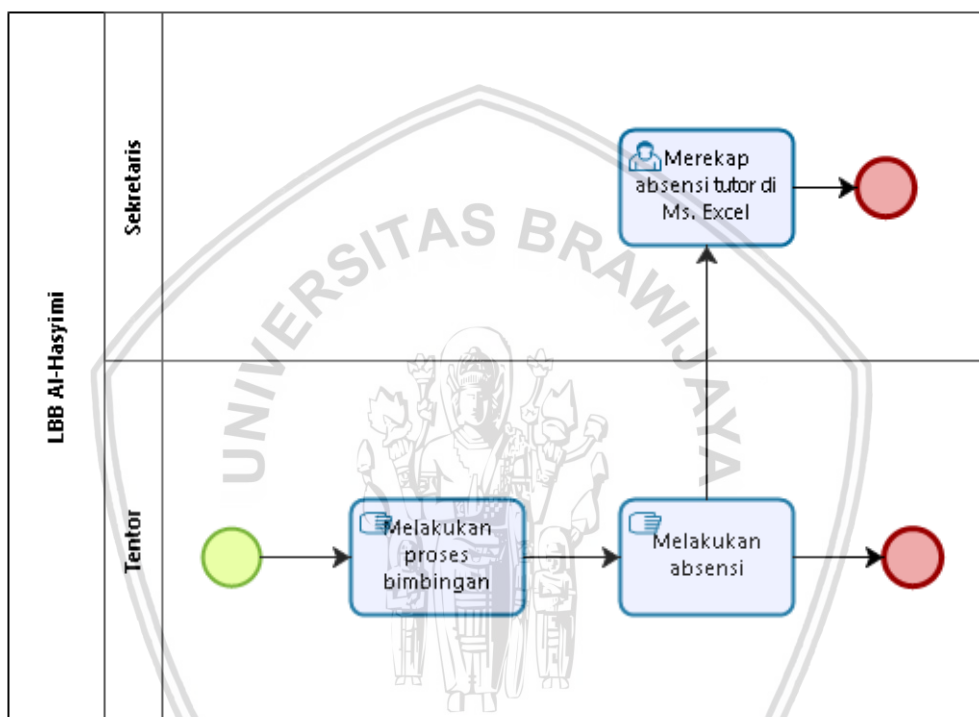 LBB Al-Hasyimi
Sekretaris
Merekap
absensi tutor di
Ms. Excel
UNIVERSITAS BRAWIJAYA
Tentor
Melakukan
proses
bimbingan
Melakukan
absensi